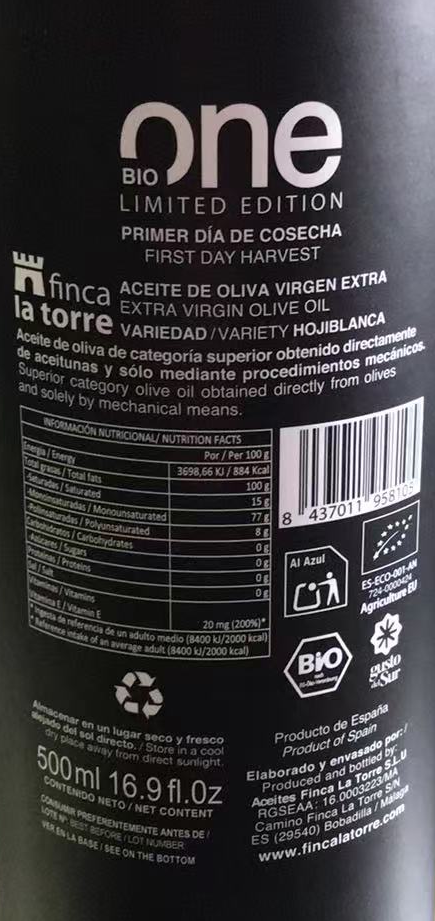 BIO one
LIMITED EDITION
PRIMER DÍA DE COSECHA
FIRST DAY HARVEST
finca
la torre
ACEITE DE OLIVA VIRGEN EXTRA
EXTRA VIRGIN OLIVE OIL
VARIEDAD / VARIETY HOJIBLANCA
Aceite de oliva de categoría superior obtenido directamente
de aceitunas y sólo mediante procedimientos mecánicos.
Superior category olive oil obtained directly from olives
and solely by mechanical means.
INFORMACIÓN NUTRICIONAL/ NUTRITION FACTS
Por / Per 100 g
Energía / Energy 3698,66 KJ / 884 Kcal
Total grasas / Total fats 100 g
-Saturadas / Saturated 15 g
-Monoinsaturadas / Monounsaturated 77 g
-Polinsaturadas / Polyunsaturated 8 g
Carbohidratos / Carbohydrates 0 g
-Azúcares / Sugars 0 g
Proteínas / Proteins 0 g
Sal / Salt 0 g
Vitaminas / Vitamins
Vitamina E / Vitamin E 20 mg (200%)*
* Ingesta de referencia de un adulto medio (8400 kJ/2000 kcal)
* Reference intake of an average adult (8400 kJ/2000 kcal)
8 437011 958105
Al Azul
ES-ECO-001-AN
724-0000424
Agriculture EU
BIO
nach
EG-Öko-Verordnung
gusto
del Sur
Almacenar en un lugar seco y fresco
alejado del sol directo. / Store in a cool
dry place away from direct sunlight.
500ml 16.9 fl.oz
CONTENIDO NETO / NET CONTENT
CONSUMIR PREFERENTEMENTE ANTES DE /
LOTE Nº BEST BEFORE / LOT NUMBER
VER EN LA BASE / SEE ON THE BOTTOM
Producto de España
Product of Spain
Elaborado y envasado por: /
Produced and bottled by:
Aceites Finca La Torre S.L.U
RGSEAA: 16.0003223/MA
Camino Finca La Torre S/N,
ES (29540) Bobadilla / Málaga
www.fincalatorre.com